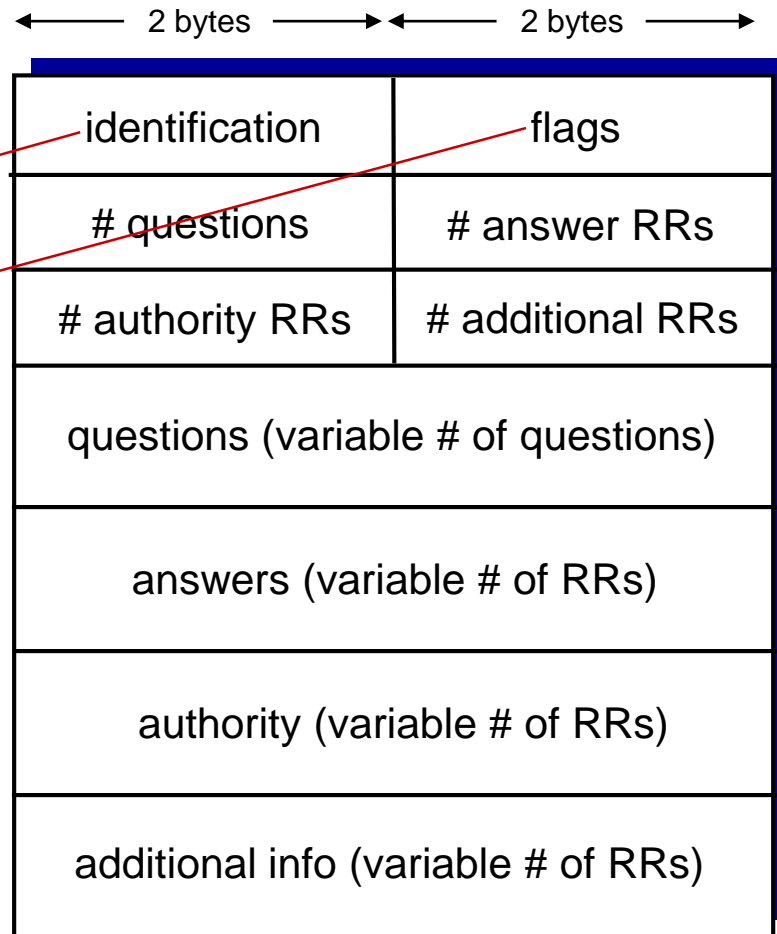 2 bytes 2 bytes
identification flags
# questions # answer RRs
# authority RRs # additional RRs
questions (variable # of questions)
answers (variable # of RRs)
authority (variable # of RRs)
additional info (variable # of RRs)